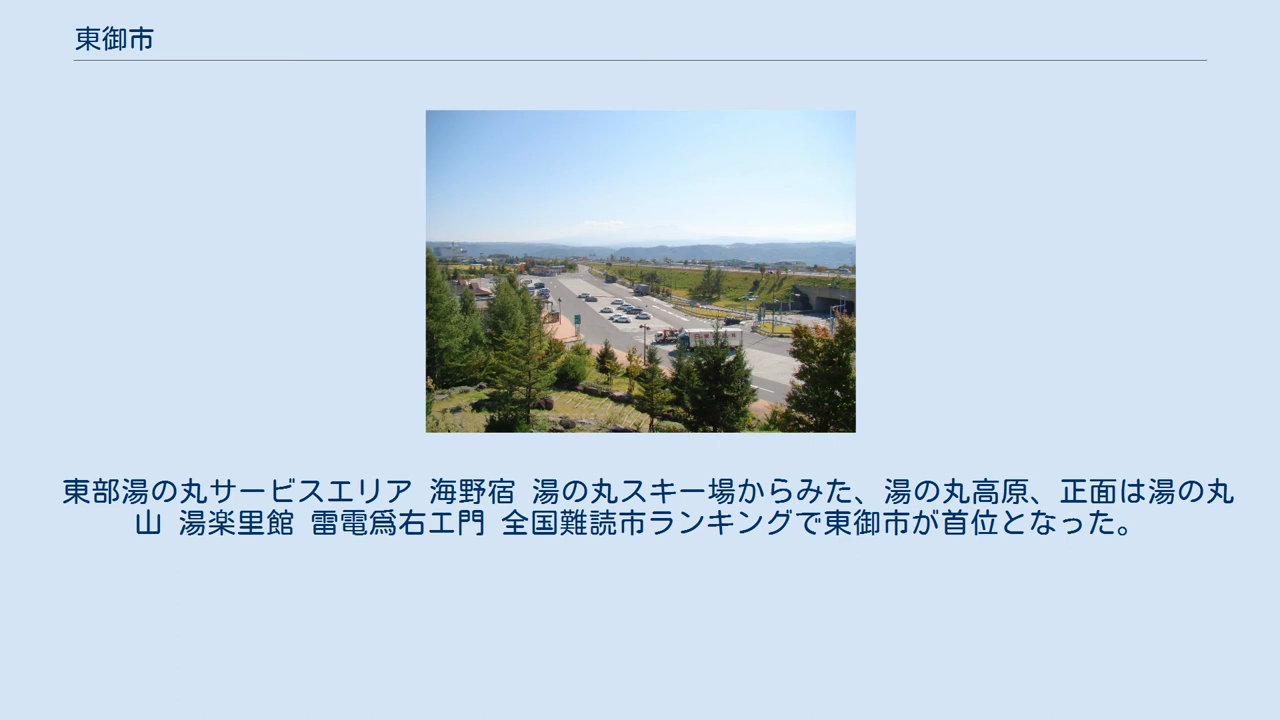 東御市
東部湯の丸サービスエリア 海野宿 湯の丸スキー場からみた、湯の丸高原、正面は湯の丸
山 湯楽里館 雷電爲右エ門 全国難読市ランキングで東御市が首位となった。